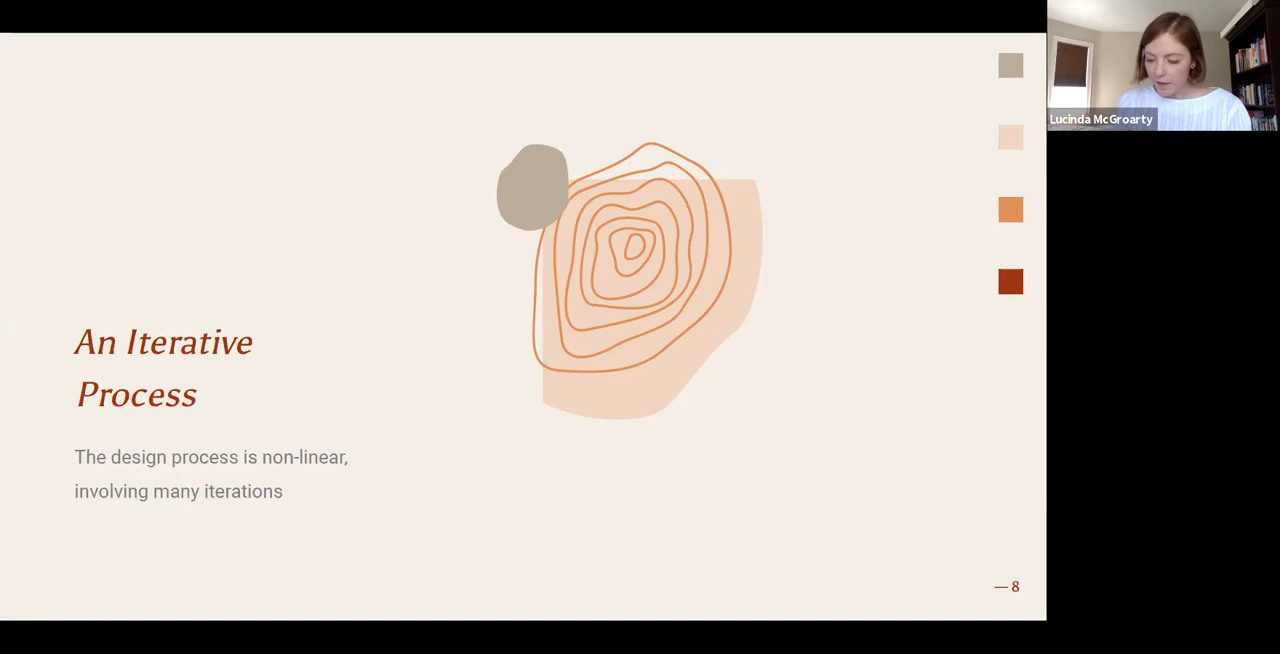 Lucinda McGroarty
An Iterative
Process
The design process is non-linear,
involving many iterations
— 8